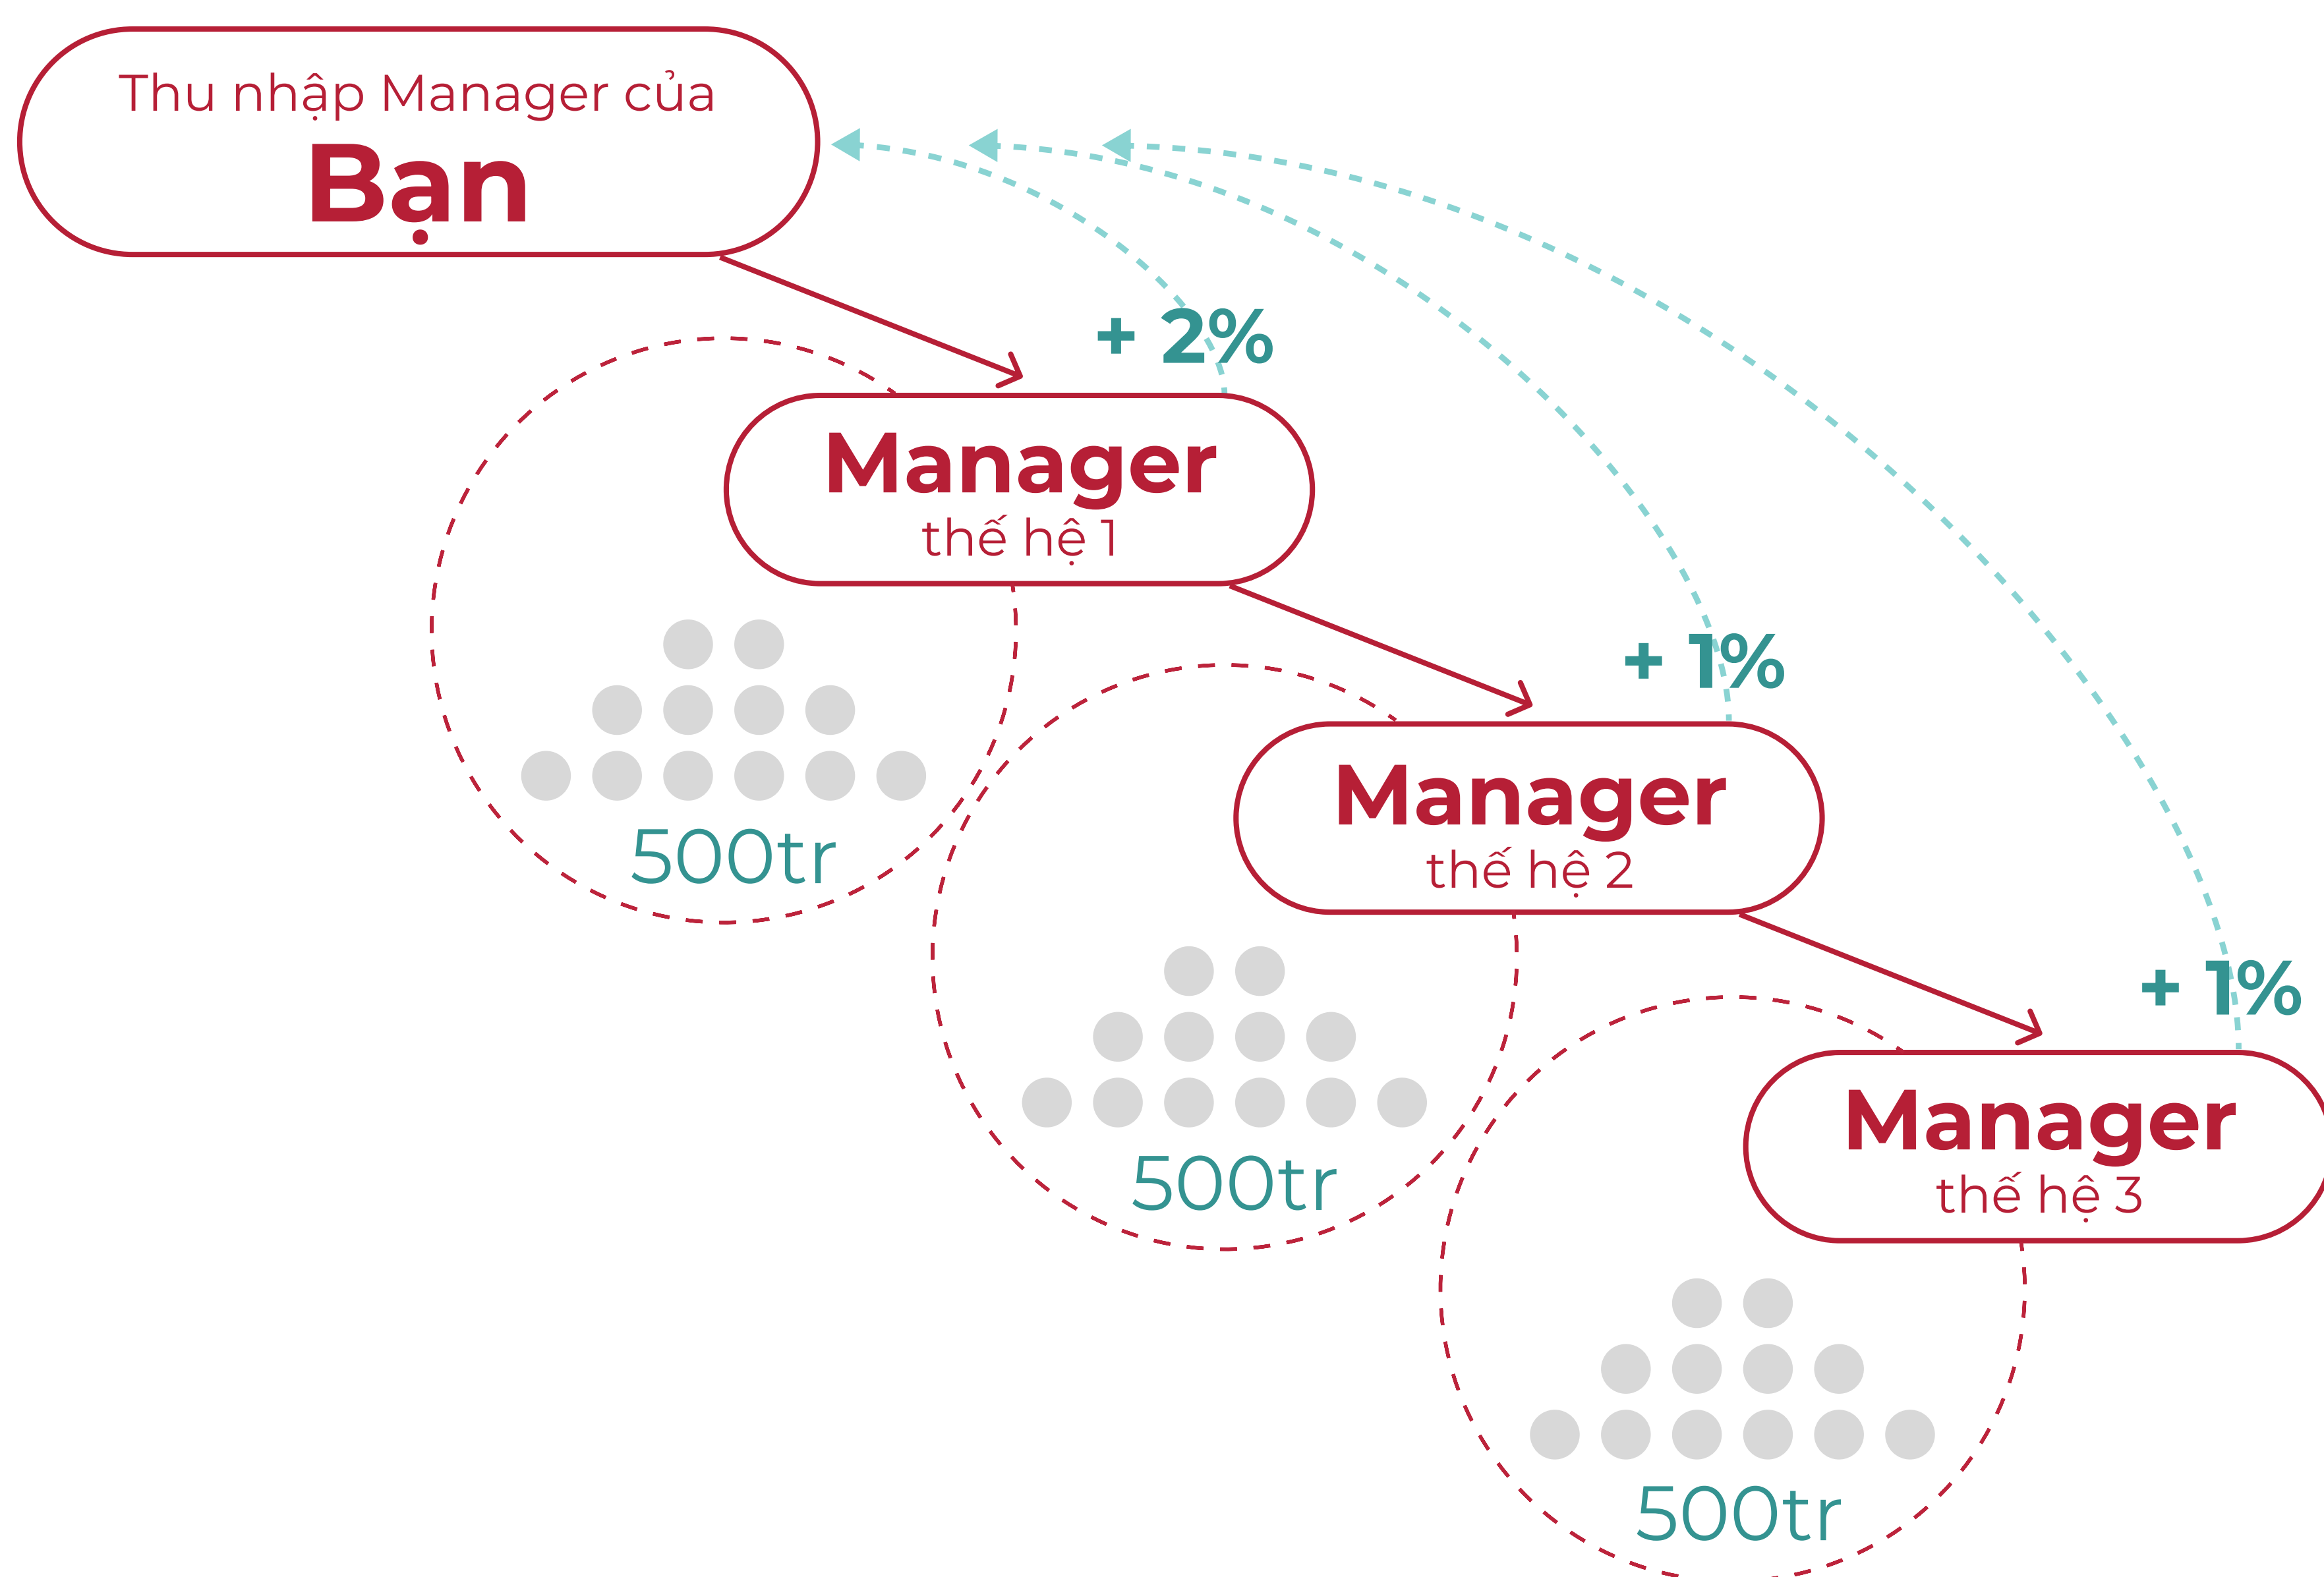 Thu nhập Manager của
Bạn
+ 2%
Manager
thế hệ 1
+ 1%
500tr
Manager
thế hệ 2
+ 1%
500tr
Manager
thế hệ 3
500tr